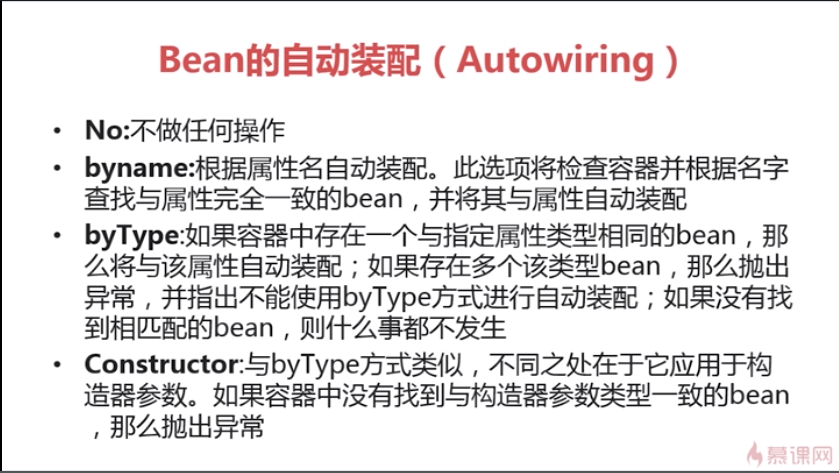 Bean的自动装配（Autowiring）
• No:不做任何操作
• byname:根据属性名自动装配。此选项将检查容器并根据名字
查找与属性完全一致的bean，并将其与属性自动装配
• byType:如果容器中存在一个与指定属性类型相同的bean，那
么将与该属性自动装配；如果存在多个该类型bean，那么抛出
异常，并指出不能使用byType方式进行自动装配；如果没有找
到相匹配的bean，则什么事都不发生
• Constructor:与byType方式类似，不同之处在于它应用于构
造器参数。如果容器中没有找到与构造器参数类型一致的bean
，那么抛出异常
慕课网